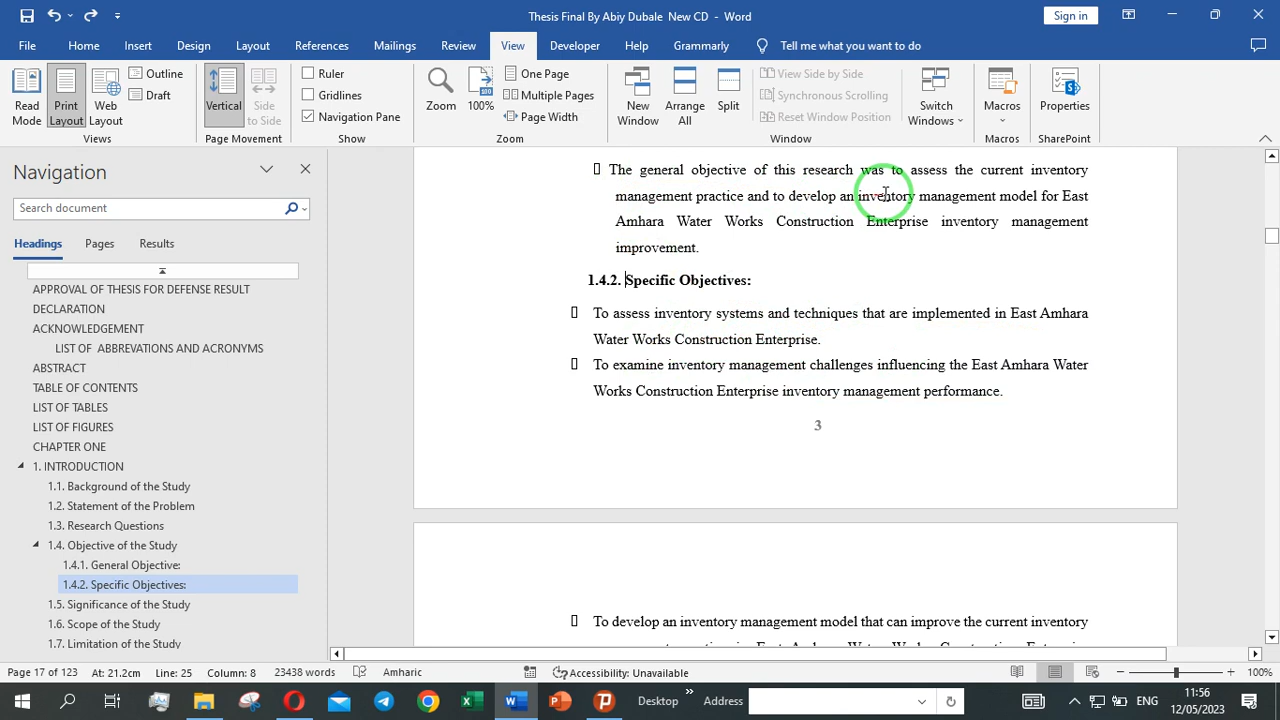 Thesis Final By Abiy Dubale New CD - Word
Sign in
File Home Insert Design Layout References Mailings Review View Developer Help Grammarly Tell me what you want to do
Read Mode
Print Layout
Web Layout
Outline
Draft
Views
Vertical
Side to Side
Page Movement
Ruler
Gridlines
Navigation Pane
Show
Zoom
100%
One Page
Multiple Pages
Page Width
Zoom
New Window
Arrange All
Split
View Side by Side
Synchronous Scrolling
Reset Window Position
Window
Switch Windows
Macros
Macros
Properties
SharePoint
Navigation
Search document
Headings Pages Results
APPROVAL OF THESIS FOR DEFENSE RESULT
DECLARATION
ACKNOWLEDGEMENT
LIST OF ABBREVATIONS AND ACRONYMS
ABSTRACT
TABLE OF CONTENTS
LIST OF TABLES
LIST OF FIGURES
CHAPTER ONE
1. INTRODUCTION
1.1. Background of the Study
1.2. Statement of the Problem
1.3. Research Questions
1.4. Objective of the Study
1.4.1. General Objective:
1.4.2. Specific Objectives:
1.5. Significance of the Study
1.6. Scope of the Study
1.7. Limitation of the Study
The general objective of this research was to assess the current inventory
management practice and to develop an inventory management model for East
Amhara Water Works Construction Enterprise inventory management
improvement.
1.4.2. Specific Objectives:
To assess inventory systems and techniques that are implemented in East Amhara
Water Works Construction Enterprise.
To examine inventory management challenges influencing the East Amhara Water
Works Construction Enterprise inventory management performance.
3
To develop an inventory management model that can improve the current inventory
Page 17 of 123 At: 21.2cm Line: 25 Column: 8 23438 words Amharic Accessibility: Unavailable 100%
Desktop » Address ENG 11:56
12/05/2023